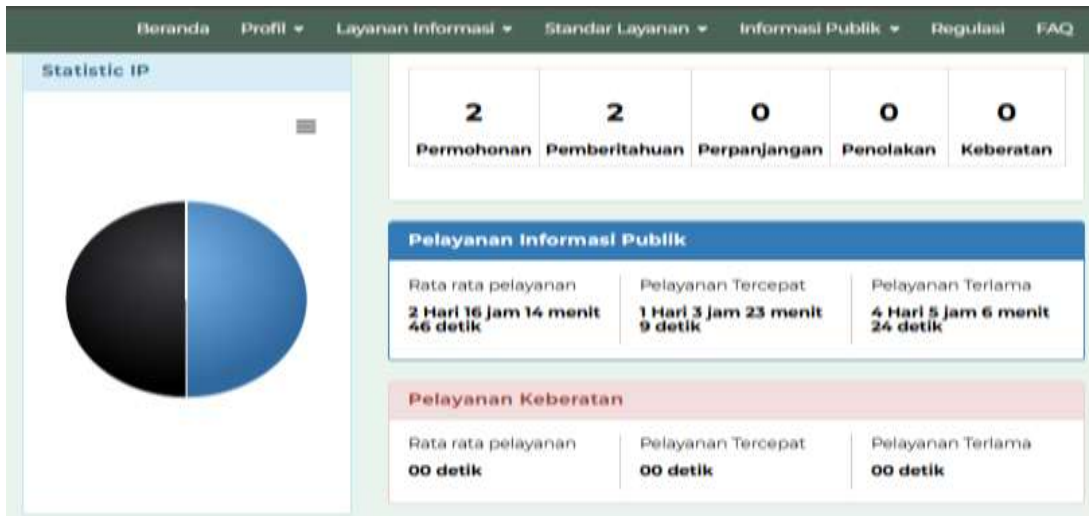 Beranda Profil Layanan Informasi Standar Layanan Informasi Publik Regulasi FAQ
Statistic IP
2 2 0 0 0
Permohonan Pemberitahuan Perpanjangan Penolakan Keberatan
Pelayanan Informasi Publik
Rata rata pelayanan Pelayanan Tercepat Pelayanan Terlama
2 Hari 16 jam 14 menit 1 Hari 3 jam 23 menit 4 Hari 5 jam 6 menit
46 detik 9 detik 24 detik
Pelayanan Keberatan
Rata rata pelayanan Pelayanan Tercepat Pelayanan Terlama
00 detik 00 detik 00 detik